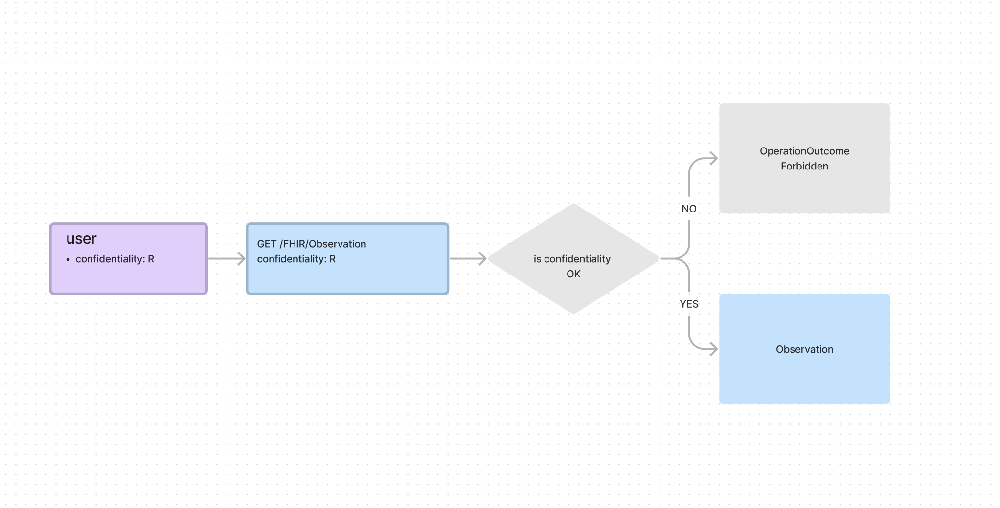 user
• confidentiality: R
GET /FHIR/Observation
confidentiality: R
is confidentiality
OK
NO
YES
OperationOutcome
Forbidden
Observation